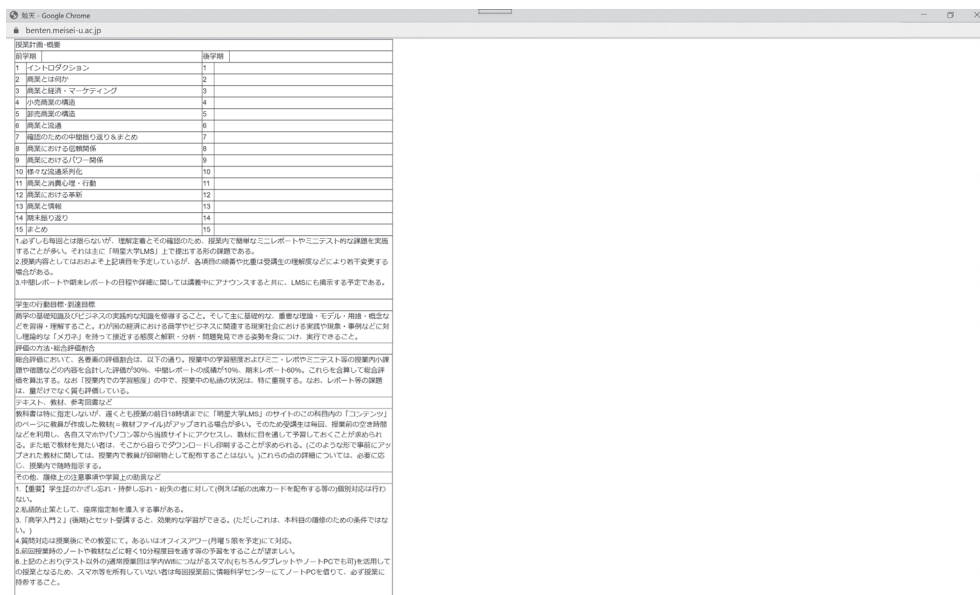 勉天 - Google Chrome
benten.meisei-u.ac.jp
授業計画・概要
前学期 後学期
1 イントロダクション 1
2 商業とは何か 2
3 商業と経済・マーケティング 3
4 小売商業の構造 4
5 卸売商業の構造 5
6 商業と流通 6
7 確認のための中間振り返り＆まとめ 7
8 商業における信頼関係 8
9 商業におけるパワー関係 9
10 様々な流通系列化 10
11 商業と消費心理・行動 11
12 商業における革新 12
13 商業と情報 13
14 期末振り返り 14
15 まとめ 15
1.必ずしも毎回とは限らないが、理解定着とその確認のため、授業内で簡単なミニレポートやミニテスト的な課題を実施
することが多い。それは主に「明星大学LMS」上で提出する形の課題である。
2.授業内容としてはおおよそ上記項目を予定しているが、各項目の順番や比重は受講生の理解度などにより若干変更する
場合がある。
3.中間レポートや期末レポートの日程や詳細に関しては講義中にアナウンスすると共に、LMSにも掲示する予定である。
学生の行動目標・到達目標
商学の基礎知識及びビジネスの実践的な知識を修得すること。そして主に基礎的な、重要な理論・モデル・用語・概念な
どを習得・理解すること。わが国の経済における商学やビジネスに関連する現実社会における実践や現象・事例などに対
し理論的な「メガネ」を持って接近する態度と解釈・分析・問題発見できる姿勢を身につけ、実行できること。
評価の方法・総合評価割合
総合評価において、各要素の評価割合は、以下の通り。授業中の学習態度およびミニ・レポやミニテスト等の授業内小課
題や宿題などの内容を合計した評価が30%、中間レポートの成績が10%、期末レポート60%。これらを合算して総合評
価を算出する。なお「授業内での学習態度」の中で、授業中の私語の状況は、特に重視する。なお、レポート等の課題
は、量だけでなく質も評価している。
テキスト、教材、参考図書など
教科書は特に指定しないが、遅くとも授業の前日18時頃までに「明星大学LMS」のサイトのこの科目内の「コンテンツ」
のページに教員が作成した教材(=教材ファイル)がアップされる場合が多い。そのため受講生は毎回、授業前の空き時間
などを利用し、各自スマホやパソコン等から当該サイトにアクセスし、教材に目を通して予習しておくことが求められ
る。また紙で教材を見たい者は、そこから自らでダウンロードし印刷することが求められる。(このような形で事前にアッ
プされた教材に関しては、授業内で教員が印刷物として配布することはない。)これらの点の詳細については、必要に応
じ、授業内で随時指示する。
その他、履修上の注意事項や学習上の助言など
1.【重要】学生証のかざし忘れ・持参し忘れ・紛失の者に対して(例えば紙の出席カードを配布する等の)個別対応は行わ
ない。
2.私語防止策として、座席指定制を導入する事がある。
3.「商学入門２」(後期)とセット受講すると、効果的な学習ができる。(ただしこれは、本科目の履修のための条件ではな
い。)
4.質問対応は授業後にその教室にて。あるいはオフィスアワー(月曜５限を予定)にて対応。
5.前回授業時のノートや教材などに軽く10分程度目を通す等の予習をすることが望ましい。
6.上記のとおり(テスト以外の)通常授業回は学内Wifiにつながるスマホ(もちろんタブレットやノートPCでも可)を活用して
の授業となるため、スマホ等を所有していない者は毎回授業前に情報科学センターにてノートPCを借りて、必ず授業に
持参すること。